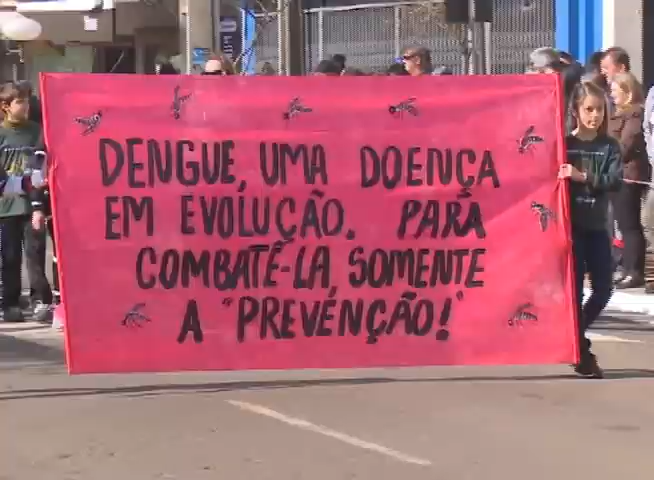 DENGUE, UMA DOENÇA
EM EVOLUÇÃO. PARA
COMBATÊ-LA, SOMENTE
A "PREVENÇÃO!"